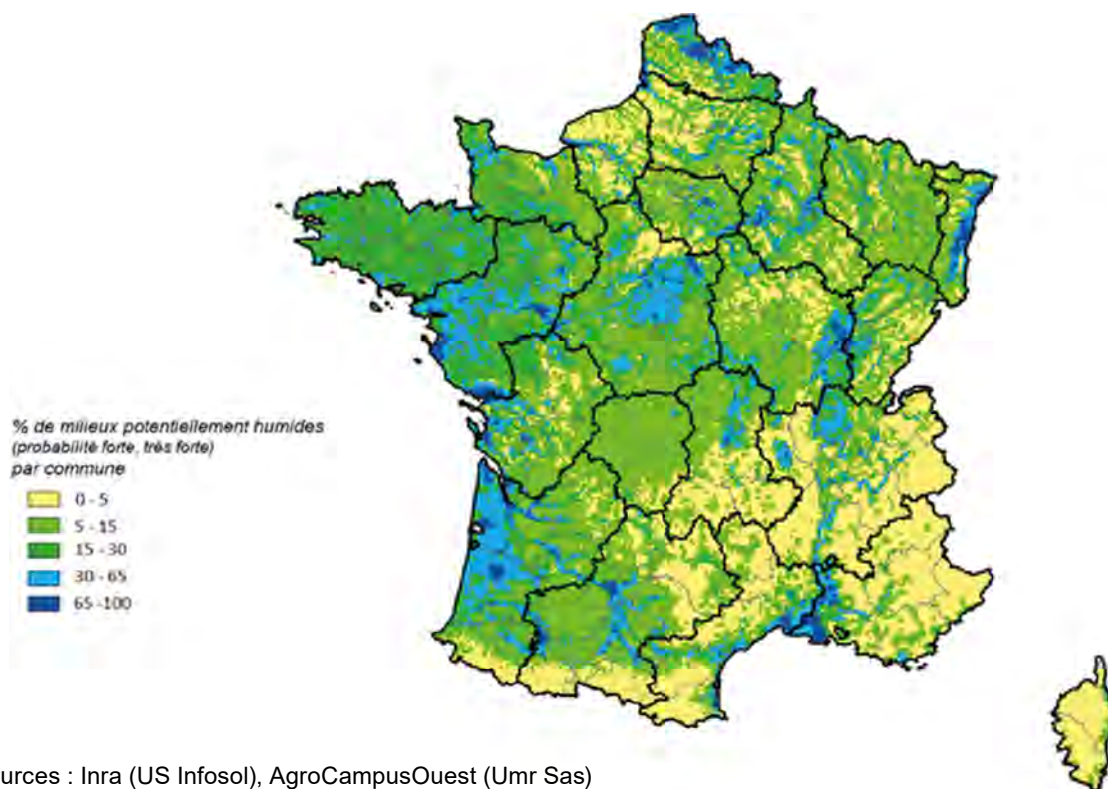 % de milieux potentiellement humides
(probabilité forte, très forte)
par commune
0 - 5
5 - 15
15 - 30
30 - 65
65 -100
urces : Inra (US Infosol), AgroCampusOuest (Umr Sas)